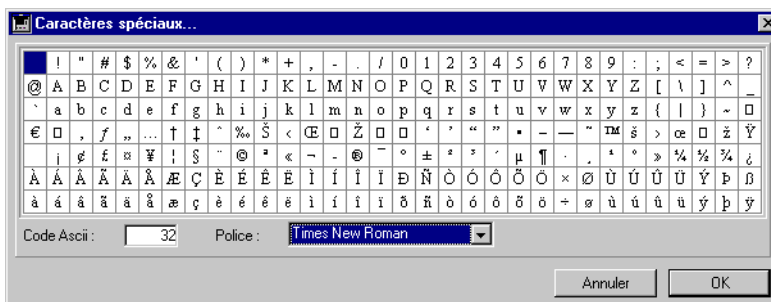 Caractères spéciaux...
! " # $ % & ' ( ) * + , - . / 0 1 2 3 4 5 6 7 8 9 : ; < = > ?
@ A B C D E F G H I J K L M N O P Q R S T U V W X Y Z [ \ ] ^ _
` a b c d e f g h i j k l m n o p q r s t u v w x y z { | } ~ □
€ □ ‚ ƒ „ … † ‡ ˆ ‰ Š ‹ Œ □ Ž □ □ ‘ ’ “ ” • – — ˜ ™ š › œ □ ž Ÿ
¡ ¢ £ ¤ ¥ ¦ § ¨ © ª « ¬ - ® ¯ ° ± ² ³ ´ µ ¶ · ¸ ¹ º » ¼ ½ ¾ ¿
À Á Â Ã Ä Å Æ Ç È É Ê Ë Ì Í Î Ï Ð Ñ Ò Ó Ô Õ Ö × Ø Ù Ú Û Ü Ý Þ ß
à á â ã ä å æ ç è é ê ë ì í î ï ð ñ ò ó ô õ ö ÷ ø ù ú û ü ý þ ÿ
Code Ascii : 32 Police : Times New Roman
Annuler OK